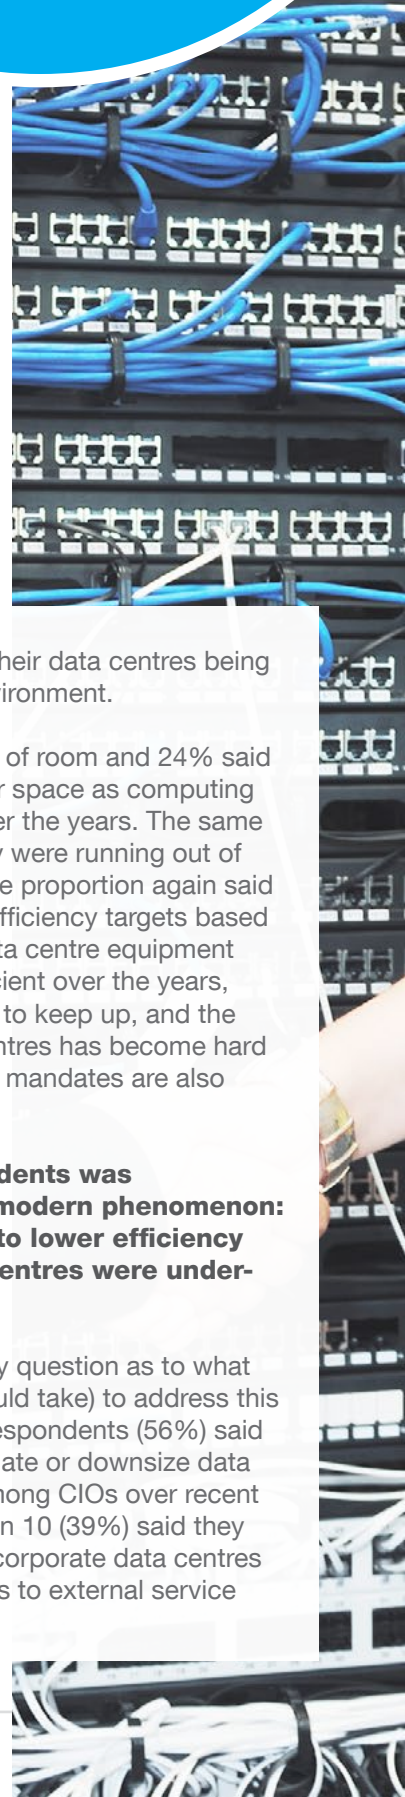 heir data centres being
vironment.
of room and 24% said
r space as computing
er the years. The same
y were running out of
e proportion again said
fficiency targets based
ta centre equipment
cient over the years,
to keep up, and the
ntres has become hard
mandates are also
dents was
modern phenomenon:
to lower efficiency
entres were under-
y question as to what
uld take) to address this
espondents (56%) said
ate or downsize data
mong CIOs over recent
n 10 (39%) said they
corporate data centres
s to external service